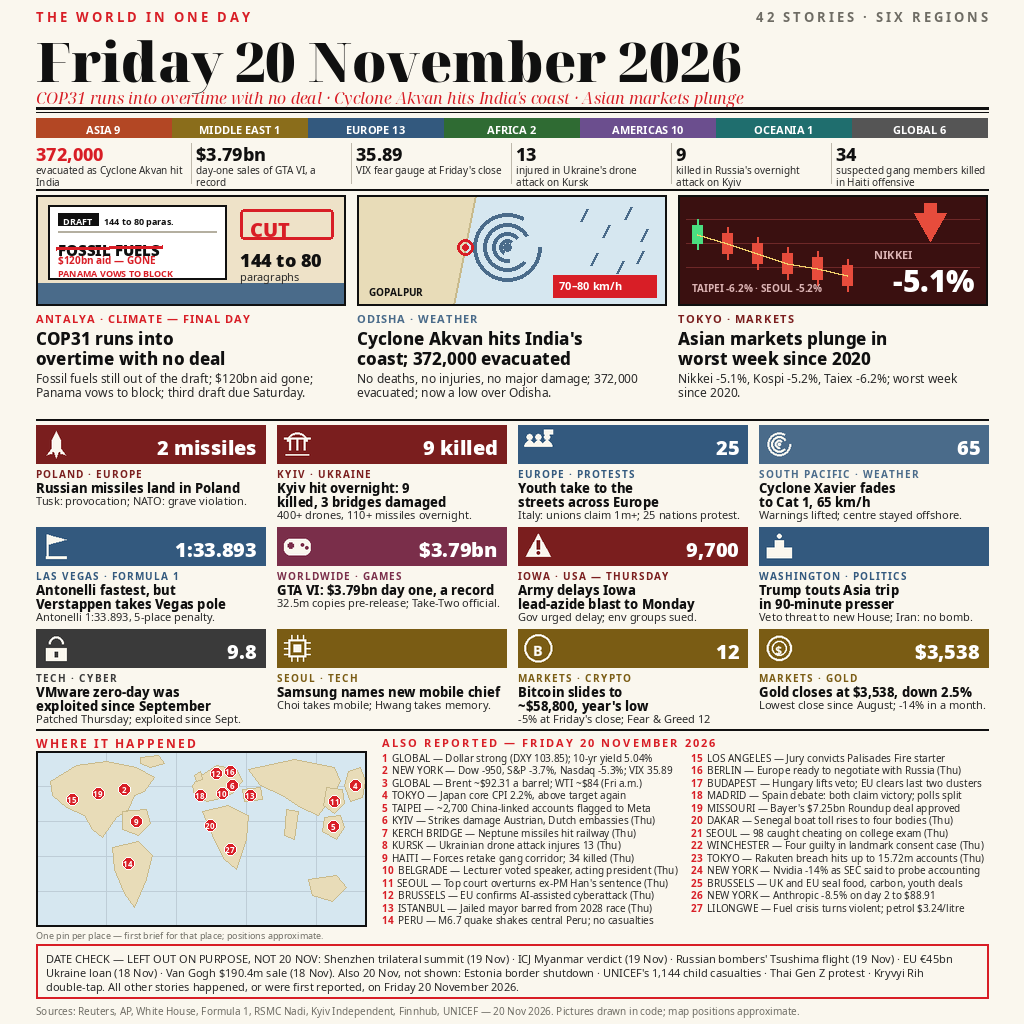 THE WORLD IN ONE DAY
42 STORIES · SIX REGIONS
Friday 20 November 2026
COP31 runs into overtime with no deal · Cyclone Akvan hits India's coast · Asian markets plunge
ASIA 9
MIDDLE EAST 1
EUROPE 13
AFRICA 2
AMERICAS 10
OCEANIA 1
GLOBAL 6
372,000
evacuated as Cyclone Akvan hit
India
$3.79bn
day-one sales of GTA VI, a
record
35.89
VIX fear gauge at Friday's close
13
injured in Ukraine's drone
attack on Kursk
9
killed in Russia's overnight
attack on Kyiv
34
suspected gang members killed
in Haiti offensive
DRAFT
144 to 80 paras.
FOSSIL FUELS
$120bn aid — GONE
PANAMA VOWS TO BLOCK
CUT
144 to 80
paragraphs
GOPALPUR
70–80 km/h
NIKKEI
-5.1%
TAIPEI -6.2% · SEOUL -5.2%
ANTALYA · CLIMATE — FINAL DAY
COP31 runs into
overtime with no deal
Fossil fuels still out of the draft; $120bn aid gone;
Panama vows to block; third draft due Saturday.
ODISHA · WEATHER
Cyclone Akvan hits India's
coast; 372,000 evacuated
No deaths, no injuries, no major damage; 372,000
evacuated; now a low over Odisha.
TOKYO · MARKETS
Asian markets plunge in
worst week since 2020
Nikkei -5.1%, Kospi -5.2%, Taiex -6.2%; worst week
since 2020.
2 missiles
POLAND · EUROPE
Russian missiles land in Poland
Tusk: provocation; NATO: grave violation.
9 killed
KYIV · UKRAINE
Kyiv hit overnight: 9
killed, 3 bridges damaged
400+ drones, 110+ missiles overnight.
25
EUROPE · PROTESTS
Youth take to the
streets across Europe
Italy: unions claim 1m+; 25 nations protest.
65
SOUTH PACIFIC · WEATHER
Cyclone Xavier fades
to Cat 1, 65 km/h
Warnings lifted; centre stayed offshore.
1:33.893
LAS VEGAS · FORMULA 1
Antonelli fastest, but
Verstappen takes Vegas pole
Antonelli 1:33.893, 5-place penalty.
$3.79bn
WORLDWIDE · GAMES
GTA VI: $3.79bn day one, a record
32.5m copies pre-release; Take-Two official.
9,700
IOWA · USA — THURSDAY
Army delays Iowa
lead-azide blast to Monday
Gov urged delay; env groups sued.
WASHINGTON · POLITICS
Trump touts Asia trip
in 90-minute presser
Veto threat to new House; Iran: no bomb.
9.8
TECH · CYBER
VMware zero-day was
exploited since September
Patched Thursday; exploited since Sept.
SEOUL · TECH
Samsung names new mobile chief
Choi takes mobile; Hwang takes memory.
B
12
MARKETS · CRYPTO
Bitcoin slides to
~$58,800, year's low
-5% at Friday's close; Fear & Greed 12
$
$3,538
MARKETS · GOLD
Gold closes at $3,538, down 2.5%
Lowest close since August; -14% in a month.
WHERE IT HAPPENED
12
16
6
18
10
13
2
19
15
4
11
9
20
5
27
14
One pin per place — first brief for that place; positions approximate.
ALSO REPORTED — FRIDAY 20 NOVEMBER 2026
1 GLOBAL — Dollar strong (DXY 103.85); 10-yr yield 5.04%
2 NEW YORK — Dow -950, S&P -3.7%, Nasdaq -5.3%; VIX 35.89
3 GLOBAL — Brent ~$92.31 a barrel; WTI ~$84 (Fri a.m.)
4 TOKYO — Japan core CPI 2.2%, above target again
5 TAIPEI — ~2,700 China-linked accounts flagged to Meta
6 KYIV — Strikes damage Austrian, Dutch embassies (Thu)
7 KERCH BRIDGE — Neptune missiles hit railway (Thu)
8 KURSK — Ukrainian drone attack injures 13 (Thu)
9 HAITI — Forces retake gang corridor; 34 killed (Thu)
10 BELGRADE — Lecturer voted speaker, acting president (Thu)
11 SEOUL — Top court overturns ex-PM Han's sentence (Thu)
12 BRUSSELS — EU confirms AI-assisted cyberattack (Thu)
13 ISTANBUL — Jailed mayor barred from 2028 race (Thu)
14 PERU — M6.7 quake shakes central Peru; no casualties
15 LOS ANGELES — Jury convicts Palisades Fire starter
16 BERLIN — Europe ready to negotiate with Russia (Thu)
17 BUDAPEST — Hungary lifts veto; EU clears last two clusters
18 MADRID — Spain debate: both claim victory; polls split
19 MISSOURI — Bayer's $7.25bn Roundup deal approved
20 DAKAR — Senegal boat toll rises to four bodies (Thu)
21 SEOUL — 98 caught cheating on college exam (Thu)
22 WINCHESTER — Four guilty in landmark consent case (Thu)
23 TOKYO — Rakuten breach hits up to 15.72m accounts (Thu)
24 NEW YORK — Nvidia -14% as SEC said to probe accounting
25 BRUSSELS — UK and EU seal food, carbon, youth deals
26 NEW YORK — Anthropic -8.5% on day 2 to $88.91
27 LILONGWE — Fuel crisis turns violent; petrol $3.24/litre
DATE CHECK — LEFT OUT ON PURPOSE, NOT 20 NOV: Shenzhen trilateral summit (19 Nov) · ICJ Myanmar verdict (19 Nov) · Russian bombers' Tsushima flight (19 Nov) · EU €45bn
Ukraine loan (18 Nov) · Van Gogh $190.4m sale (18 Nov). Also 20 Nov, not shown: Estonia border shutdown · UNICEF's 1,144 child casualties · Thai Gen Z protest · Kryvyi Rih
double-tap. All other stories happened, or were first reported, on Friday 20 November 2026.
Sources: Reuters, AP, White House, Formula 1, RSMC Nadi, Kyiv Independent, Finnhub, UNICEF — 20 Nov 2026. Pictures drawn in code; map positions approximate.